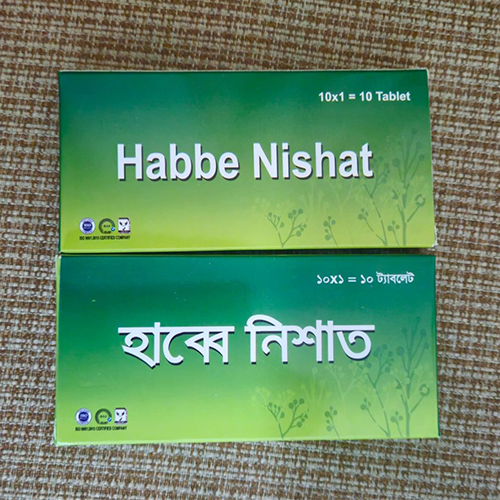 10x1 = 10 Tablet
Habbe Nishat
ISO 9001:2015 CERTIFIED COMPANY
১০x১ = ১০ ট্যাবলেট
হাব্বে নিশাত
ISO 9001:2015 CERTIFIED COMPANY